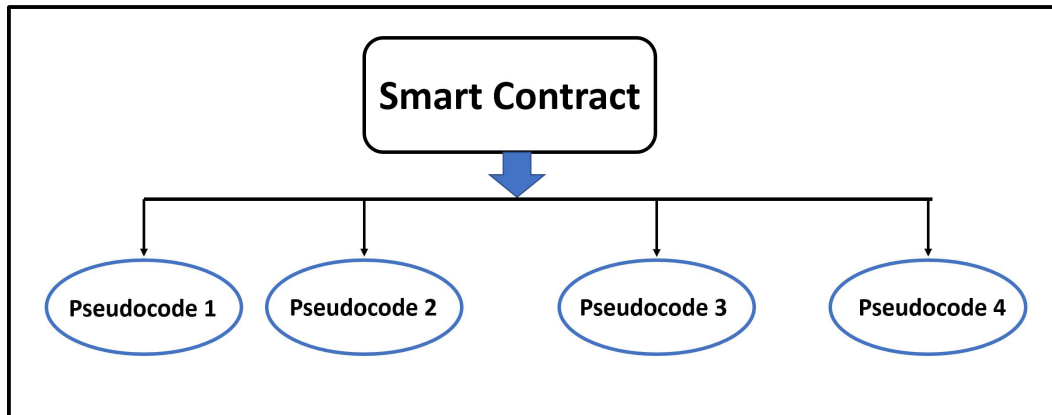 Smart Contract
Pseudocode 1
Pseudocode 2
Pseudocode 3
Pseudocode 4